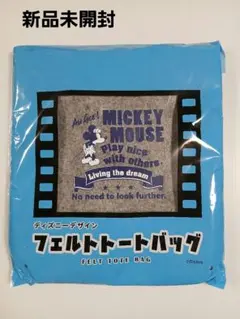 新品未開封
MICKEY
MOUSE
Play nice
with others.
Living the dream
No need to look further.
ディズニーデザイン
フェルトトートバッグ
FELT TOTE BAG